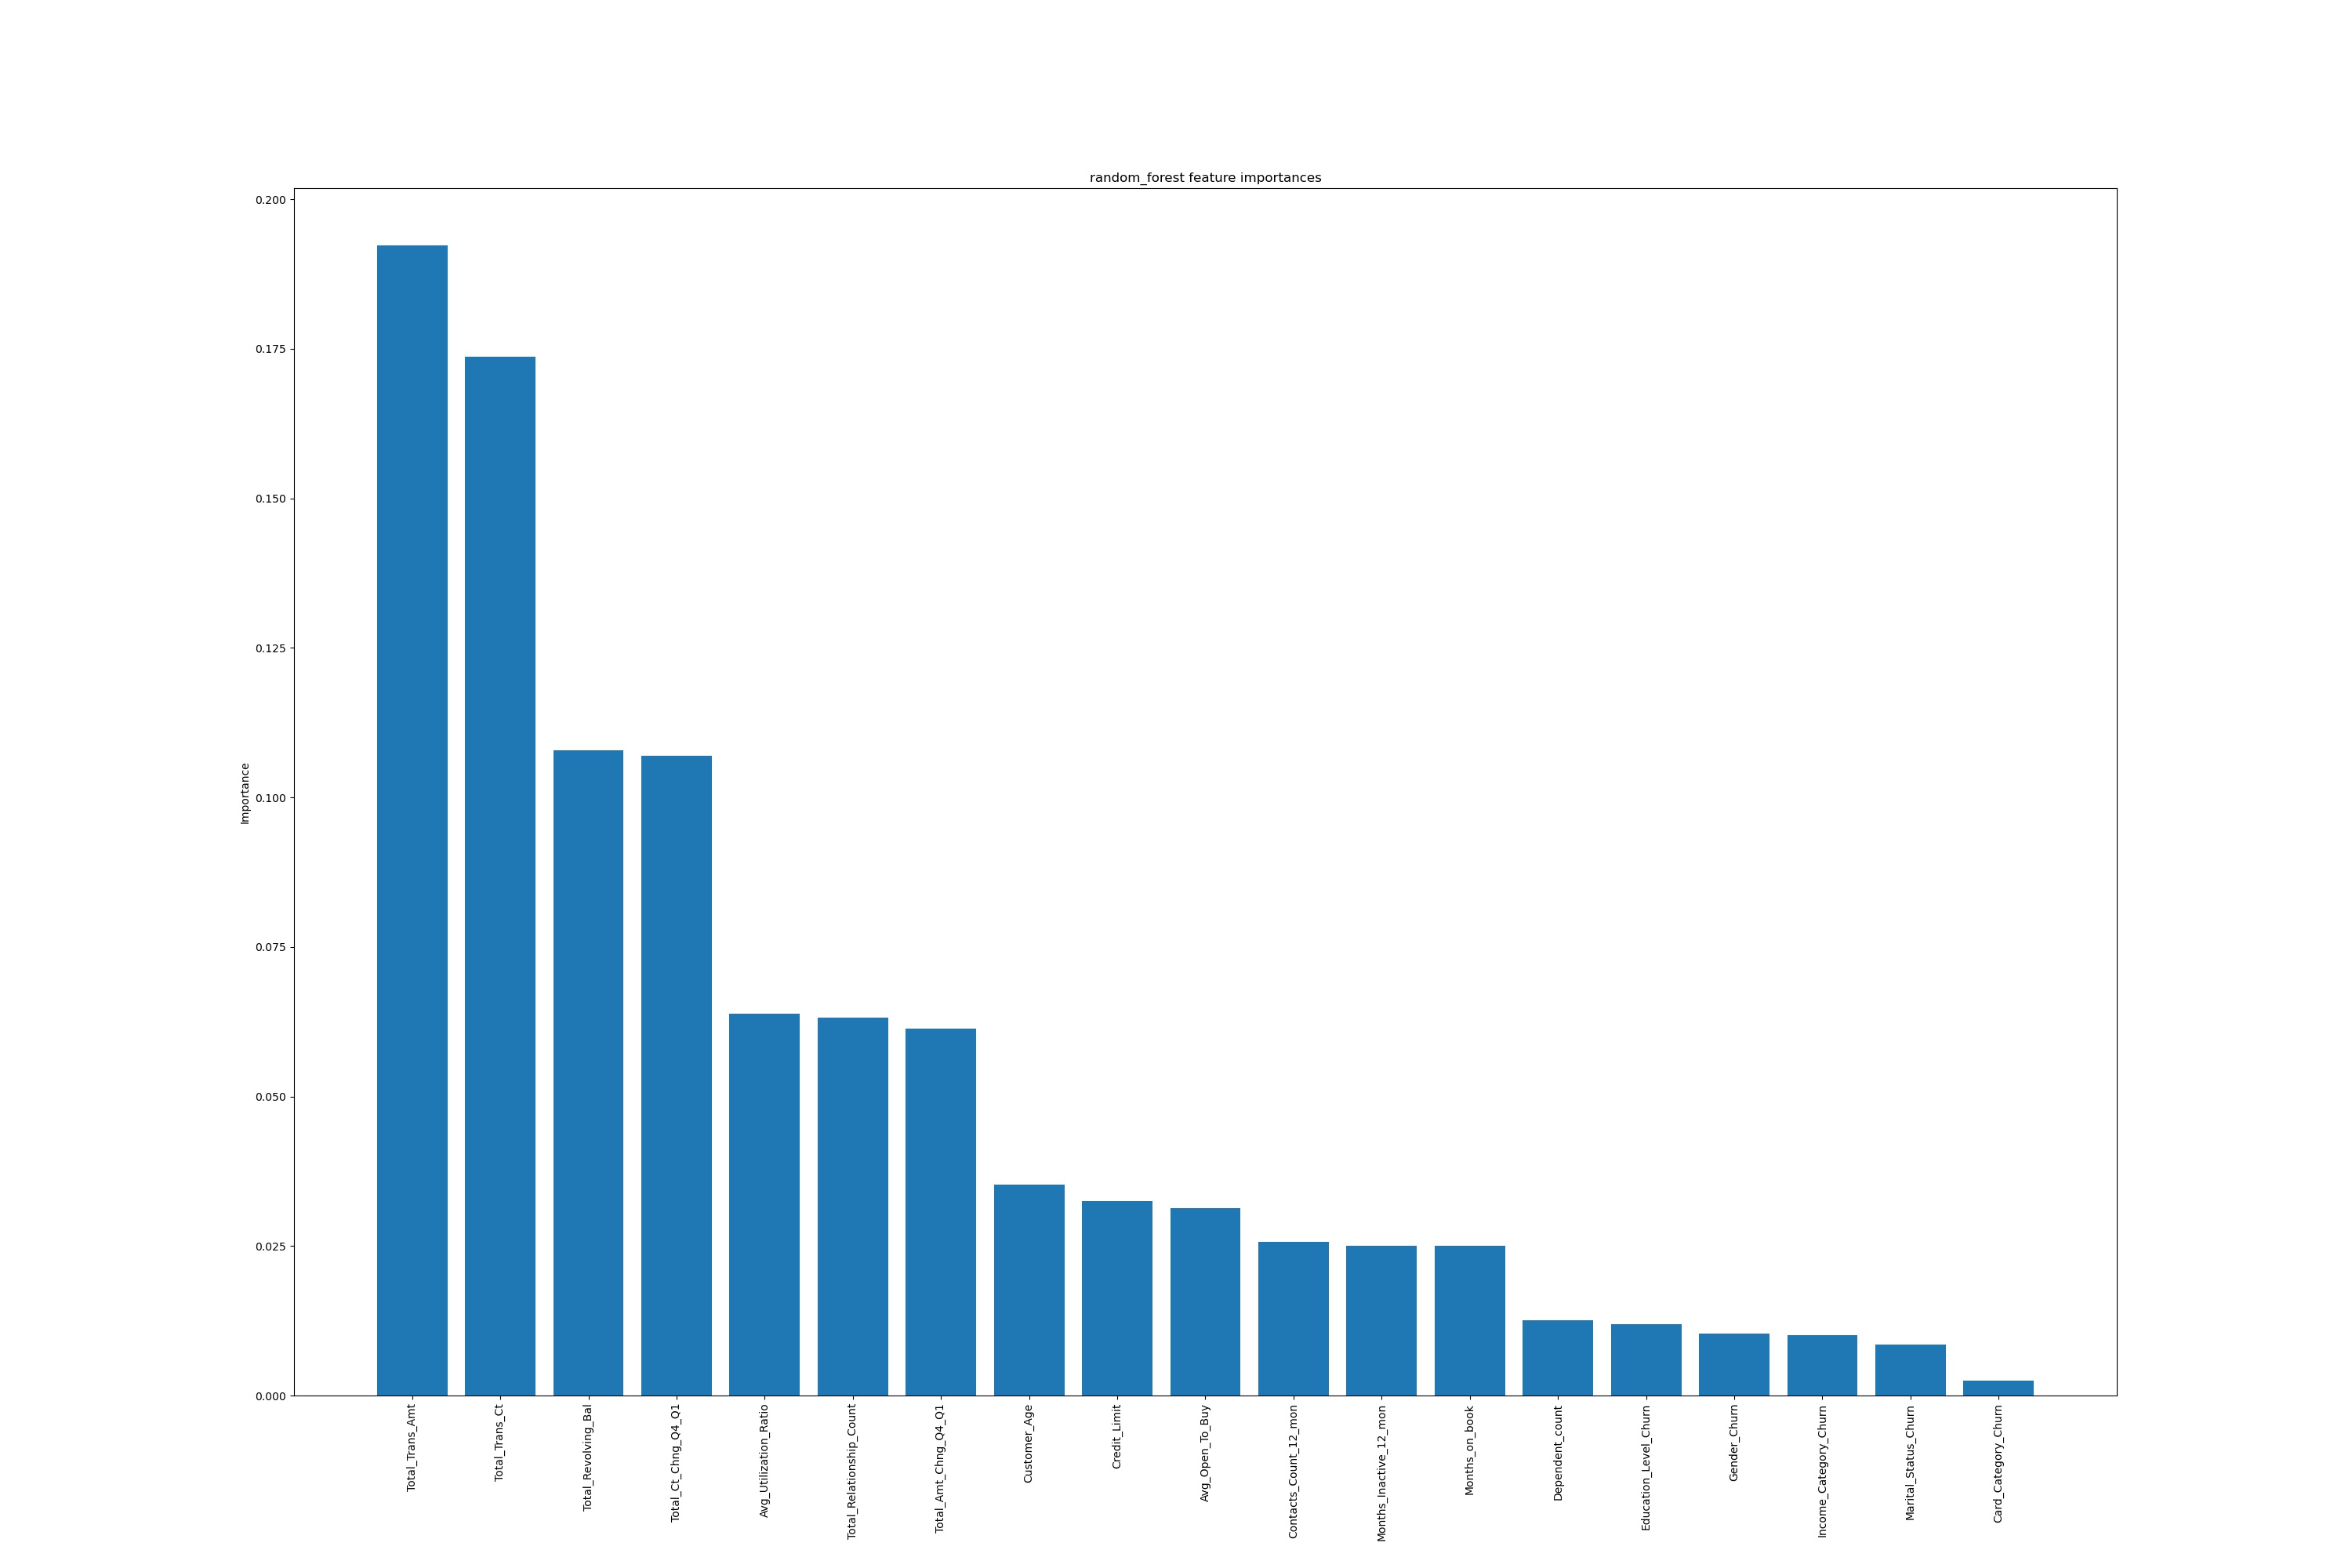 random_forest feature importances
0.200
0.175
0.150
0.125
0.100
0.075
0.050
0.025
0.000
Importance
Total_Trans_Amt
Total_Trans_Ct
Total_Revolving_Bal
Total_Ct_Chng_Q4_Q1
Avg_Utilization_Ratio
Total_Relationship_Count
Total_Amt_Chng_Q4_Q1
Customer_Age
Credit_Limit
Avg_Open_To_Buy
Contacts_Count_12_mon
Months_Inactive_12_mon
Months_on_book
Dependent_count
Education_Level_Churn
Gender_Churn
Income_Category_Churn
Marital_Status_Churn
Card_Category_Churn